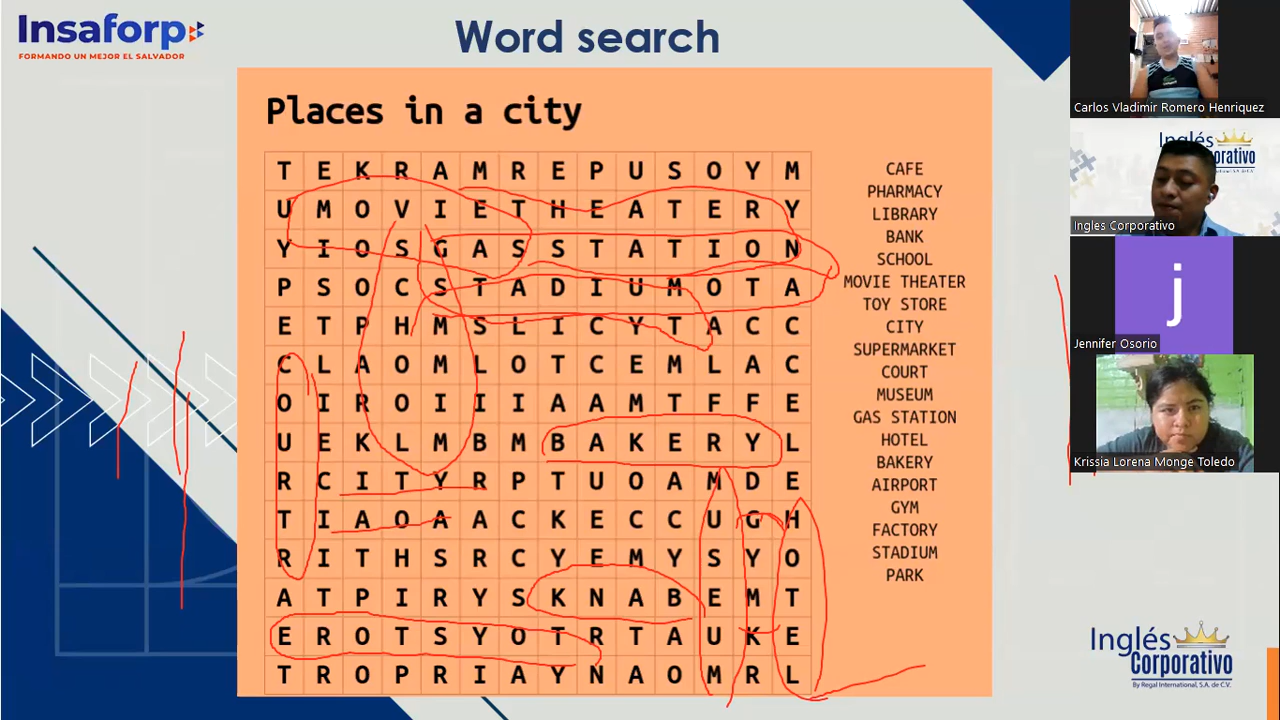 Insaforp
FORMANDO UN MEJOR EL SALVADOR
Word search
Places in a city
T E K R A M R E P U S O Y M
U M O V I E T H E A T E R Y
Y I O S G A S S T A T I O N
P S O C S T A D I U M O T A
E T P H M S L I C Y T A C C
C L A O M L O T C E M L A C
O I R O I I I A A M T F F E
U E K L M B M B A K E R Y L
R C I T Y R P T U O A M D E
T I A O A A C K E C C U G H
R I T H S R C Y E M Y S Y O
A T P I R Y S K N A B E M T
E R O T S Y O T R T A U K E
T R O P R I A Y N A O M R L
CAFE
PHARMACY
LIBRARY
BANK
SCHOOL
MOVIE THEATER
TOY STORE
CITY
SUPERMARKET
COURT
MUSEUM
GAS STATION
HOTEL
BAKERY
AIRPORT
GYM
FACTORY
STADIUM
PARK
Carlos Vladimir Romero Henriquez
Inglés
Corporativo
Ingles Corporativo
j
Jennifer Osorio
Krissia Lorena Monge Toledo
Inglés
Corporativo
By Regal International, S.A. de C.V.